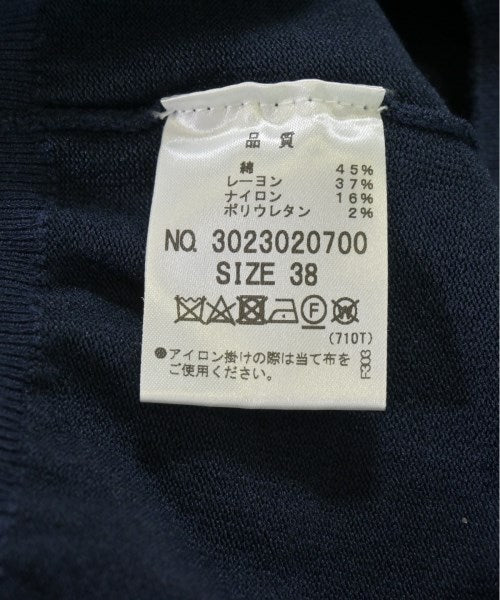 品質
綿 45%
レーヨン 37%
ナイロン 16%
ポリウレタン 2%
NO. 3023020700
SIZE 38
F W
(710T)
※アイロン掛けの際は当て布を
ご使用ください。
F303